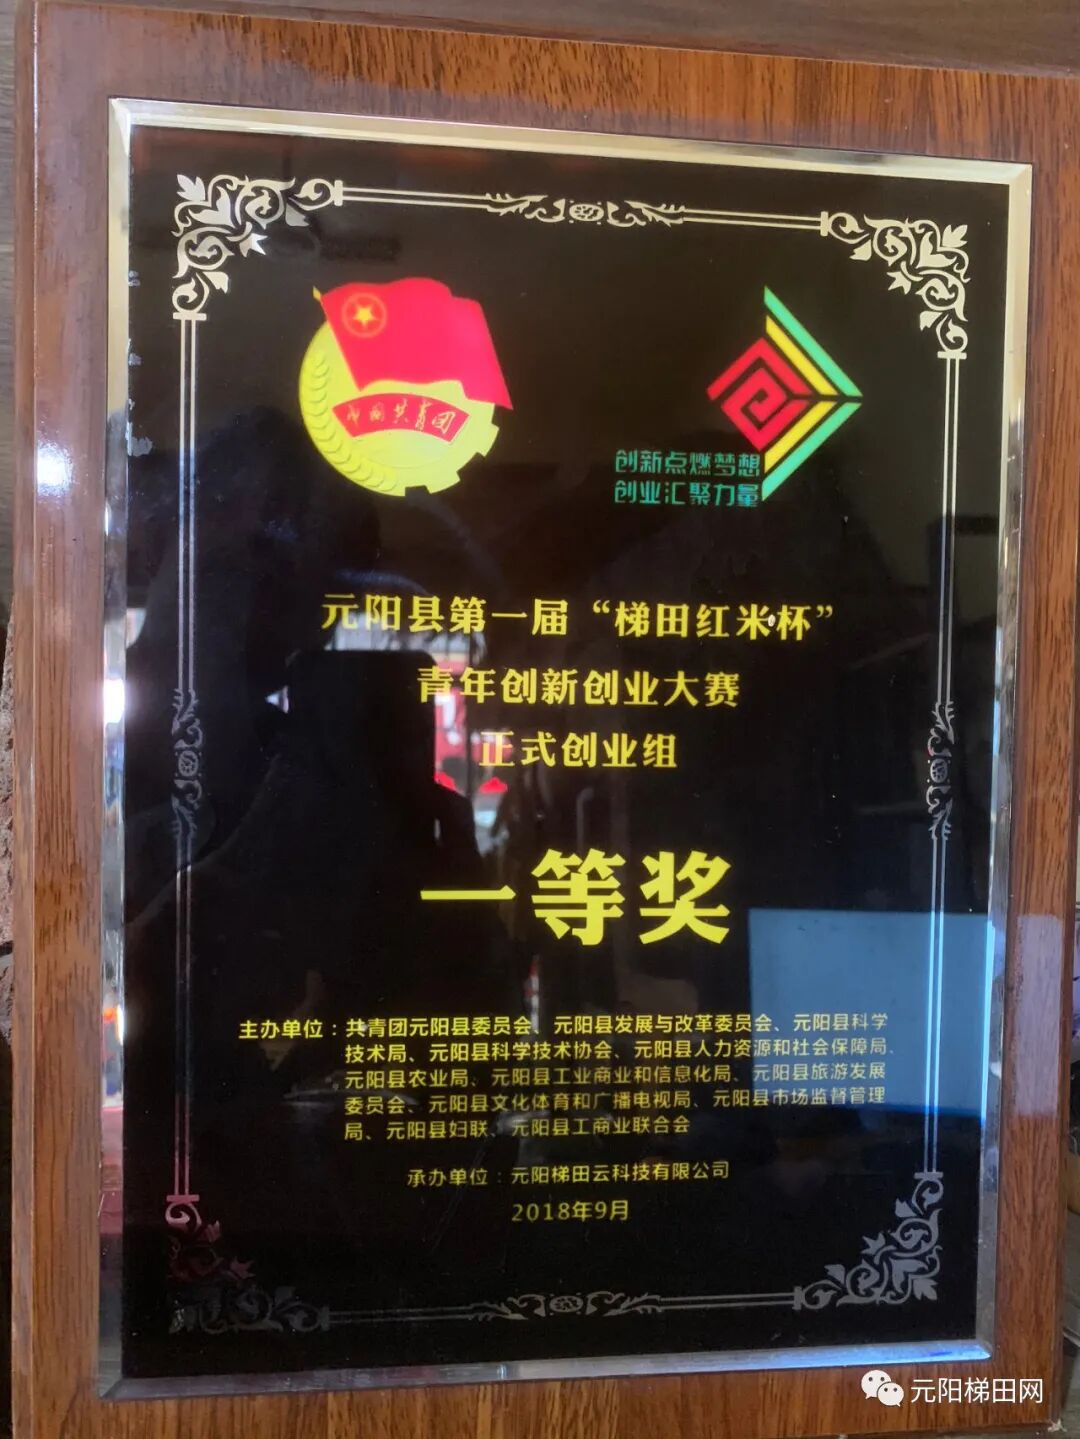 中国共青团
创新点燃梦想
创业汇聚力量
元阳县第一届“梯田红米杯”
青年创新创业大赛
正式创业组
一等奖
主办单位：共青团元阳县委员会、元阳县发展与改革委员会、元阳县科学
技术局、元阳县科学技术协会、元阳县人力资源和社会保障局、
元阳县农业局、元阳县工业商业和信息化局、元阳县旅游发展
委员会、元阳县文化体育和广播电视局、元阳县市场监督管理
局、元阳县妇联、元阳县工商业联合会
承办单位：元阳梯田云科技有限公司
2018年9月
元阳梯田网